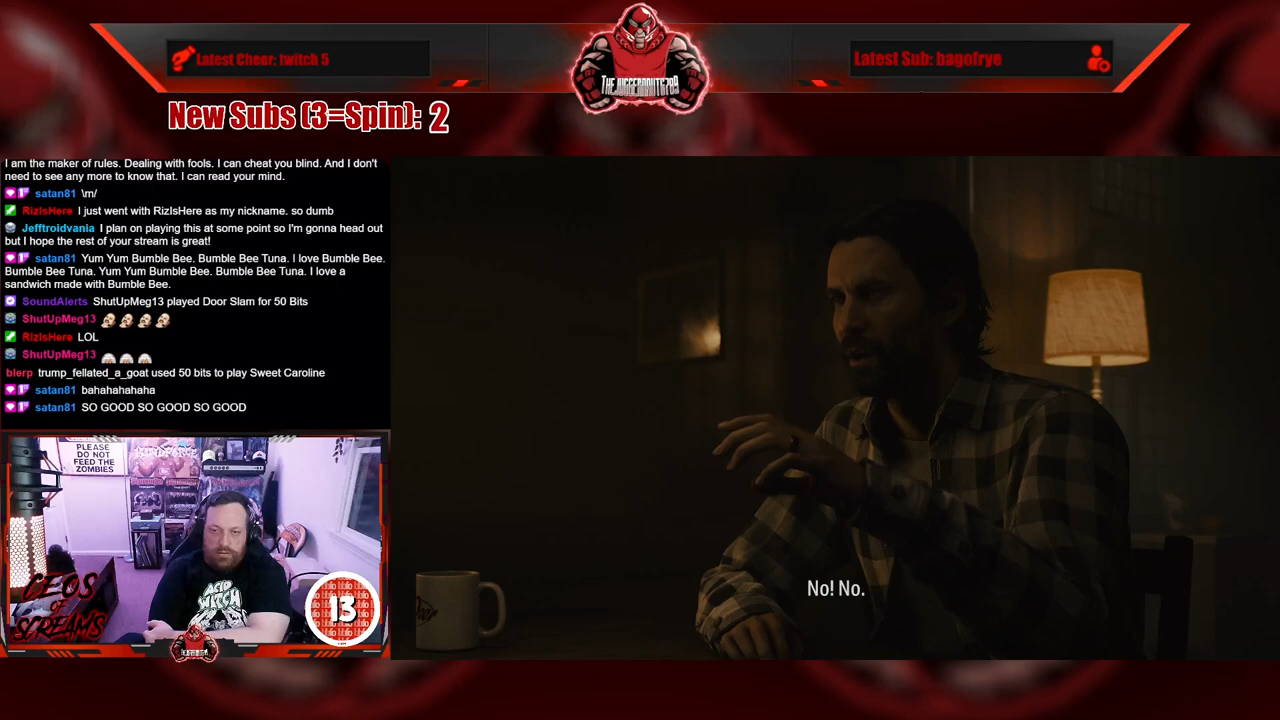 Latest Cheer: twitch 5
THEJUGGERNAUT6789
Latest Sub: bagofrye
New Subs (3=Spin): 2
I am the maker of rules. Dealing with fools. I can cheat you blind. And I don't
need to see any more to know that. I can read your mind.
satan81 \m/
RizIsHere I just went with RizIsHere as my nickname. so dumb
Jefftroidvania I plan on playing this at some point so I'm gonna head out
but I hope the rest of your stream is great!
satan81 Yum Yum Bumble Bee. Bumble Bee Tuna. I love Bumble Bee.
Bumble Bee Tuna. Yum Yum Bumble Bee. Bumble Bee Tuna. I love a
sandwich made with Bumble Bee.
SoundAlerts ShutUpMeg13 played Door Slam for 50 Bits
ShutUpMeg13
RizIsHere LOL
ShutUpMeg13
blerp trump_fellated_a_goat used 50 bits to play Sweet Caroline
satan81 bahahahahaha
satan81 SO GOOD SO GOOD SO GOOD
PLEASE
DO NOT
FEED THE
ZOMBIES
ACID
WITCH
CEOS
OF
SCREAMS
13
No! No.